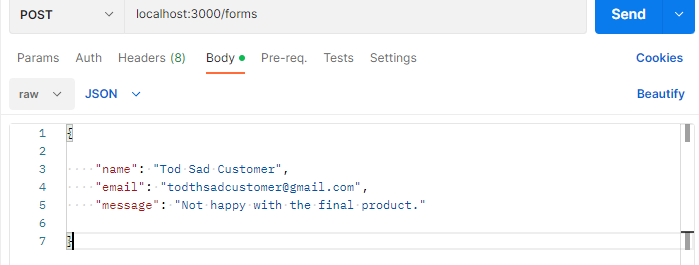 POST localhost:3000/forms Send
Params Auth Headers (8) Body Pre-req. Tests Settings Cookies
raw JSON Beautify
1 {
2
3 "name": "Tod Sad Customer",
4 "email": "todthsadcustomer@gmail.com",
5 "message": "Not happy with the final product."
6
7 }